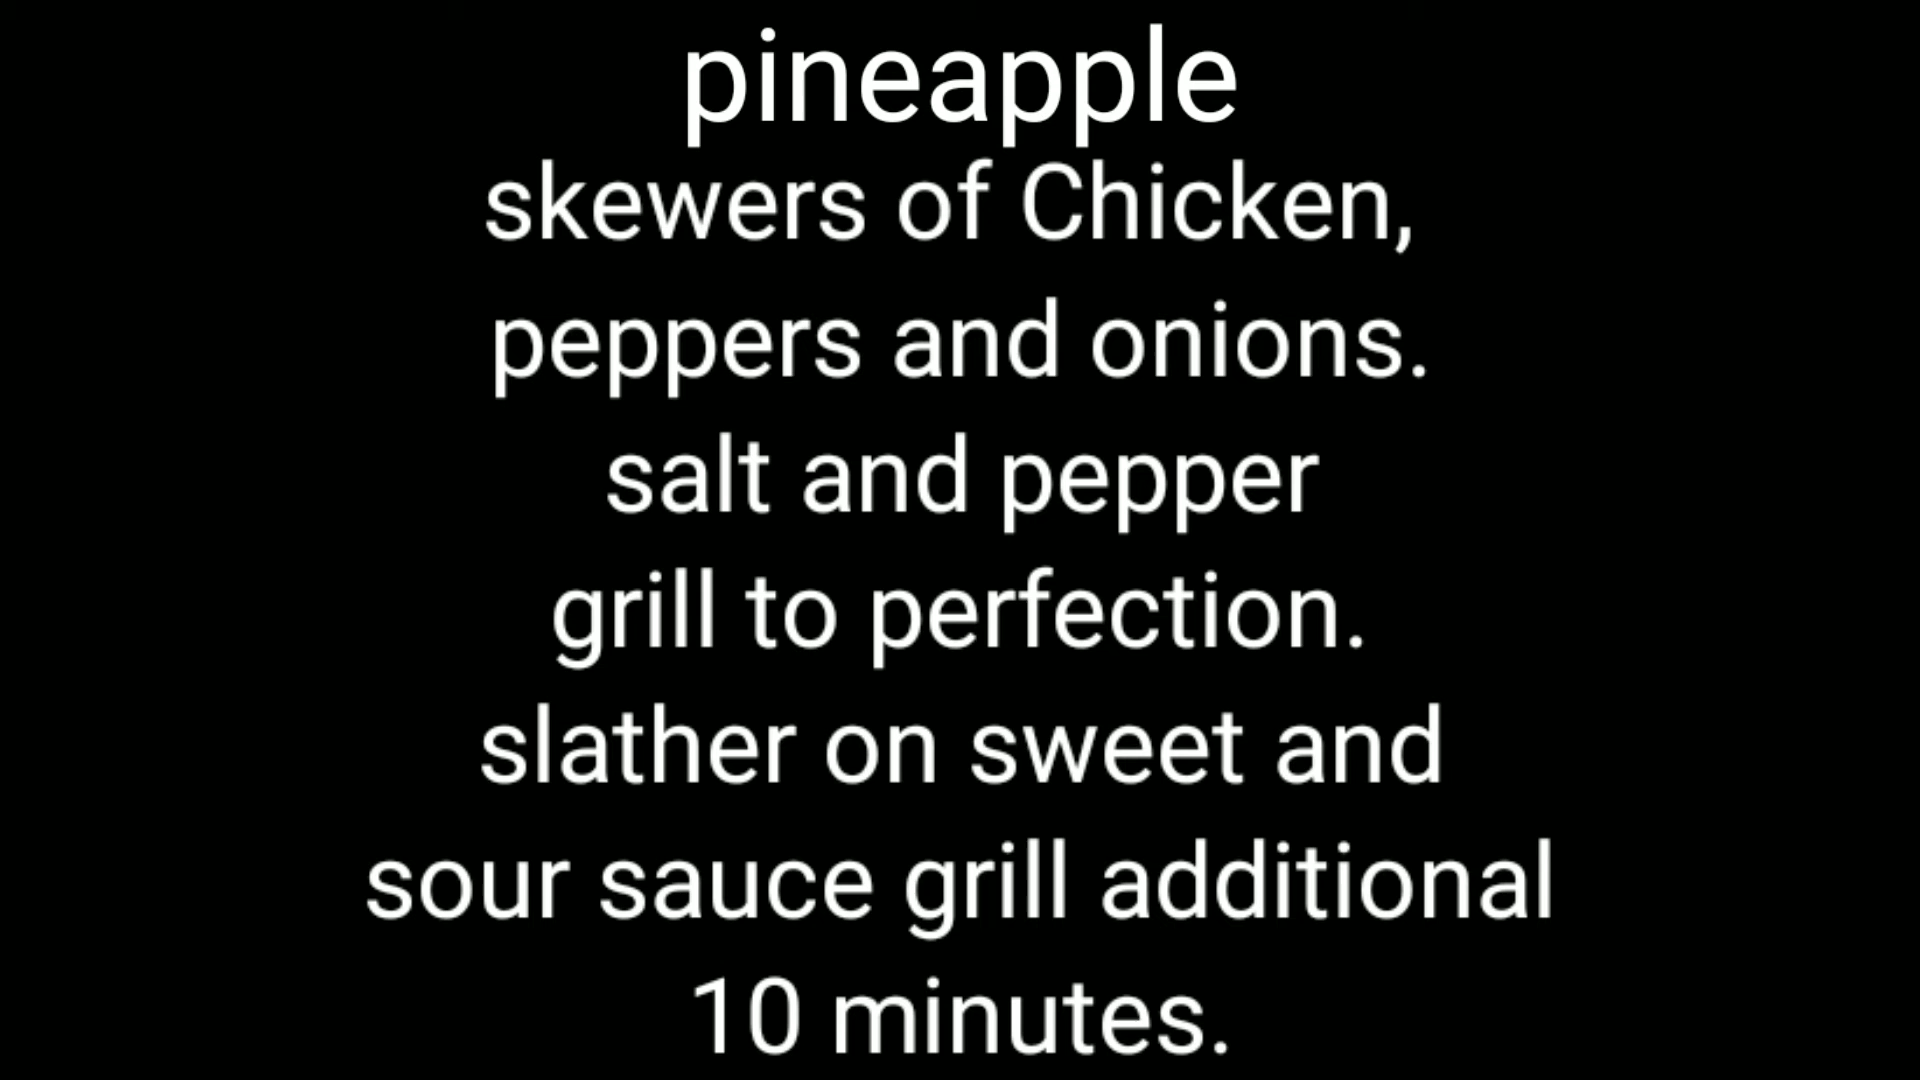 pineapple
skewers of Chicken,
peppers and onions.
salt and pepper
grill to perfection.
slather on sweet and
sour sauce grill additional
10 minutes.